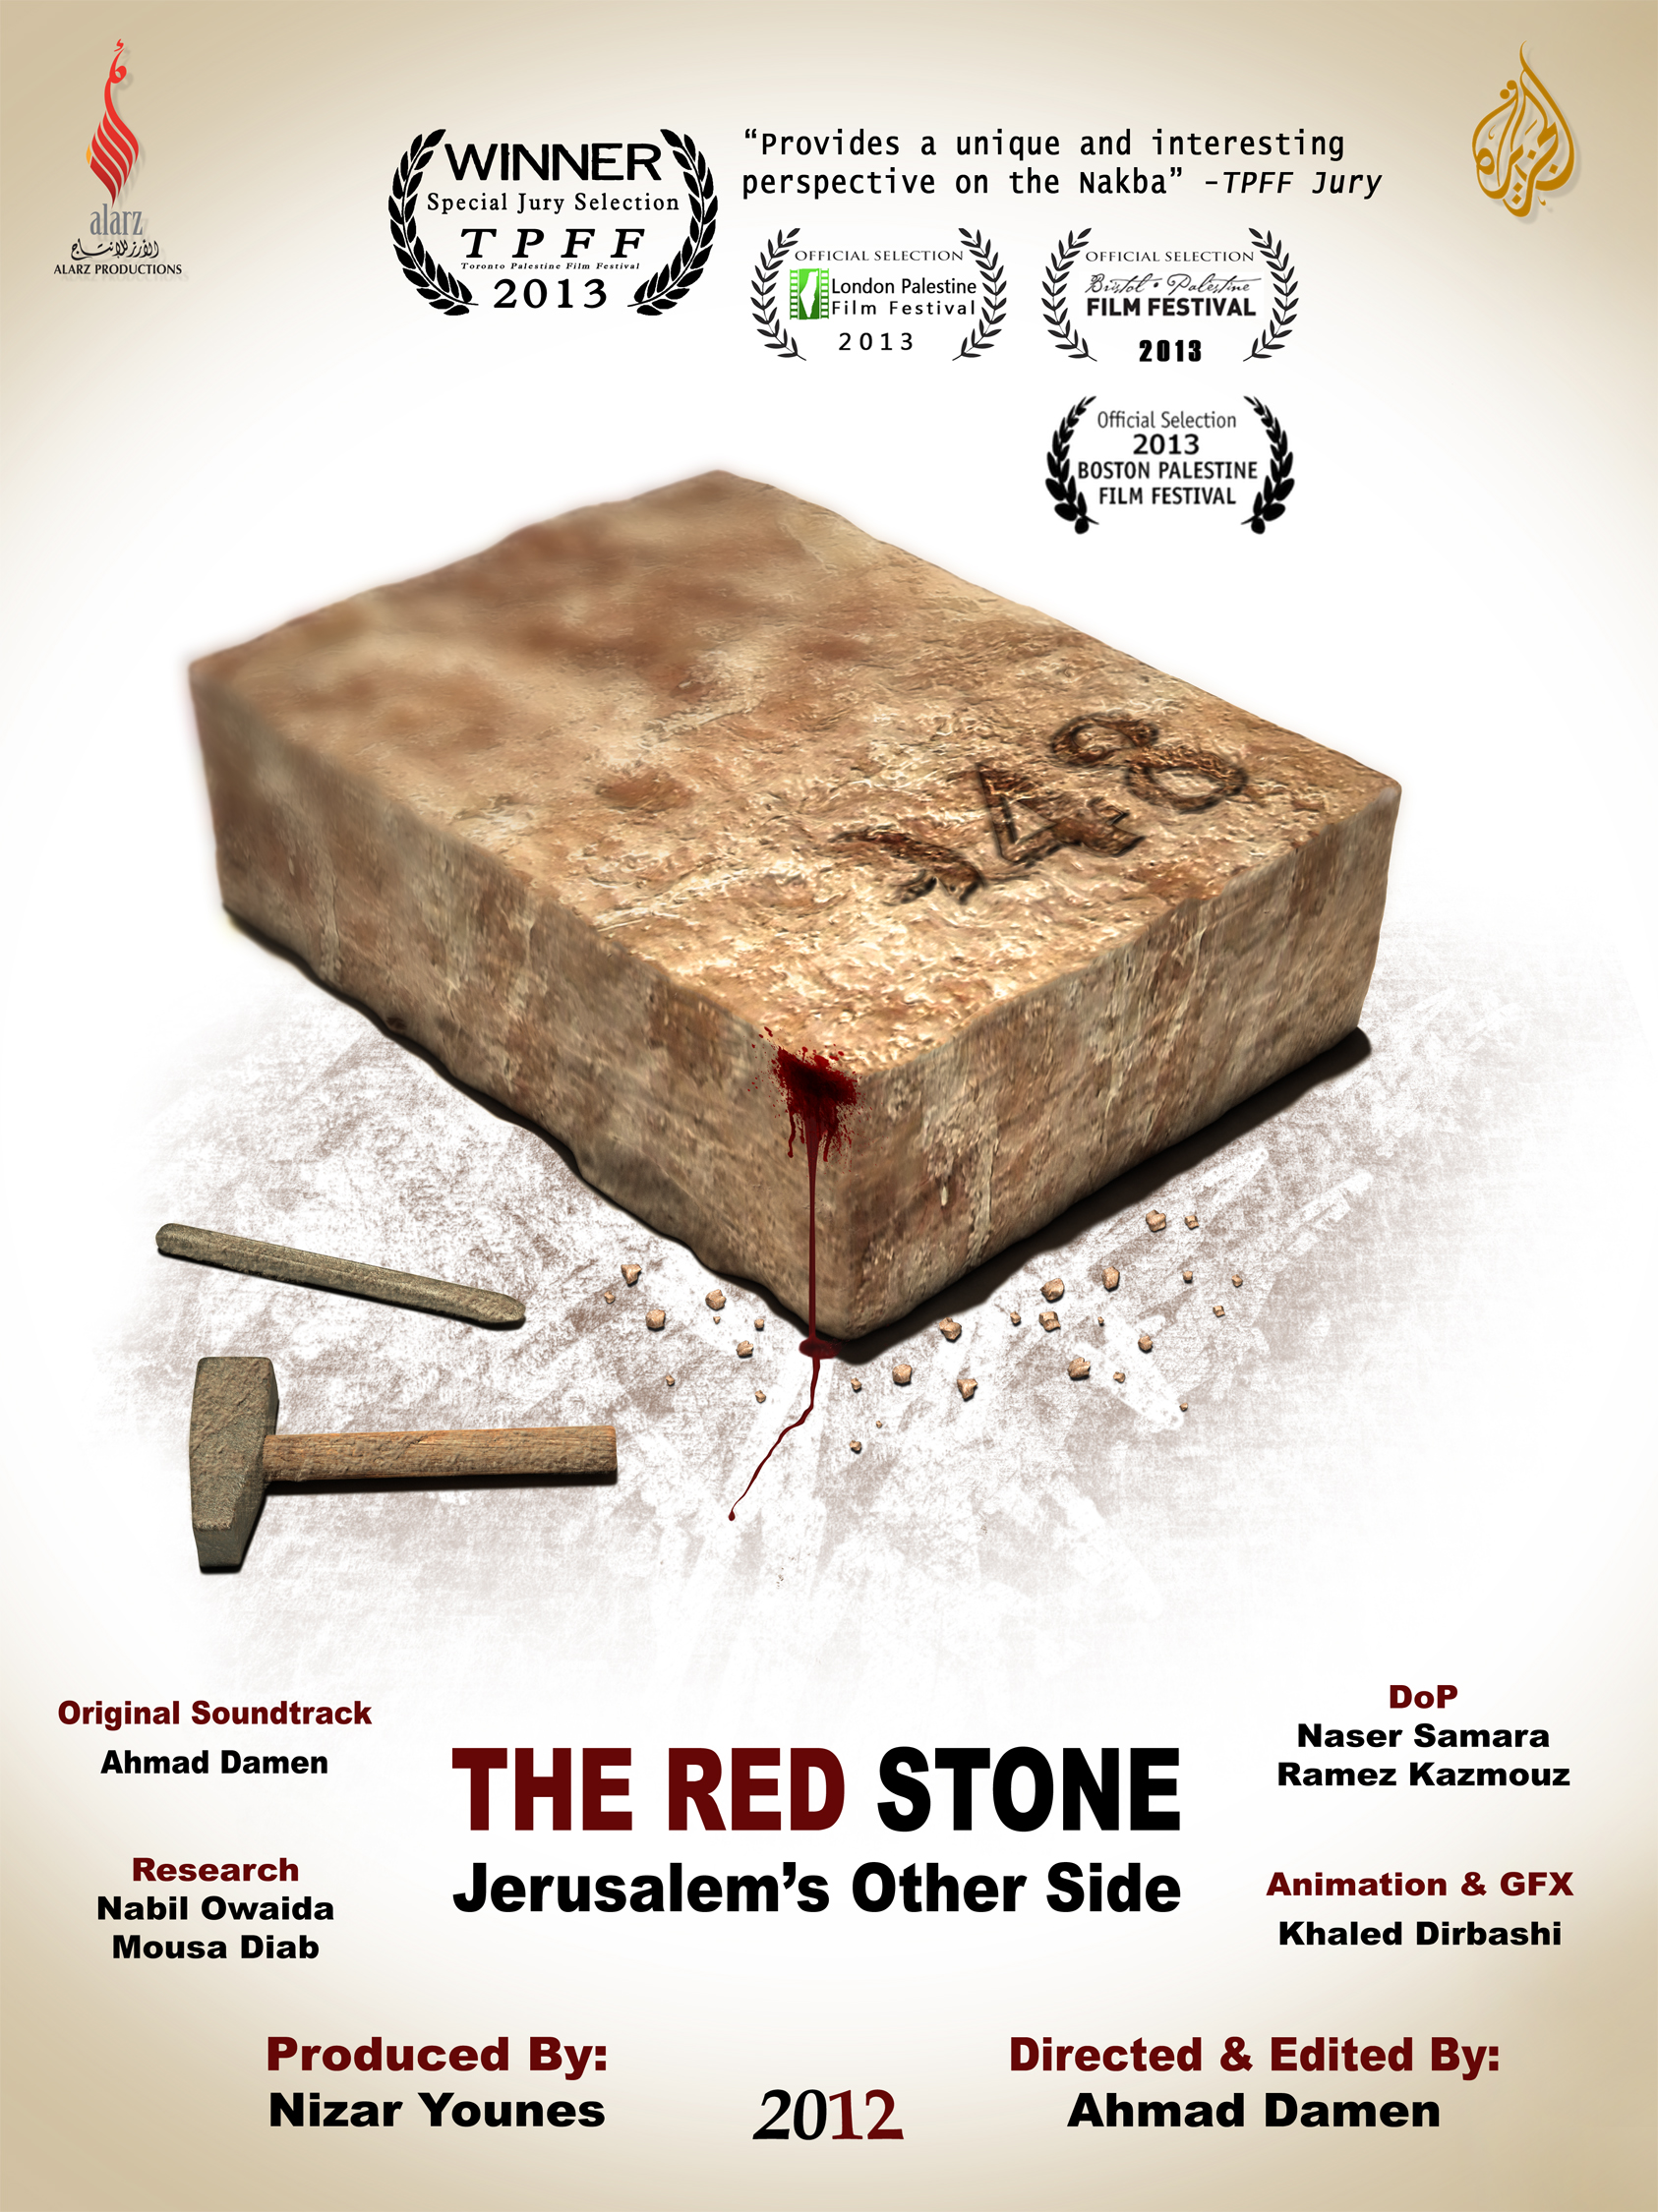 alarz
الأرز للإنتاج
ALARZ PRODUCTIONS
WINNER
Special Jury Selection
TPFF
Toronto Palestine Film Festival
2013
“Provides a unique and interesting
perspective on the Nakba” -TPFF Jury
OFFICIAL SELECTION
London Palestine
Film Festival
2013
OFFICIAL SELECTION
Bristol • Palestine
FILM FESTIVAL
2013
الجزيرة
Official Selection
2013
BOSTON PALESTINE
FILM FESTIVAL
48
Original Soundtrack
Ahmad Damen
Research
Nabil Owaida
Mousa Diab
THE RED STONE
Jerusalem’s Other Side
DoP
Naser Samara
Ramez Kazmouz
Animation & GFX
Khaled Dirbashi
Produced By:
Nizar Younes
2012
Directed & Edited By:
Ahmad Damen